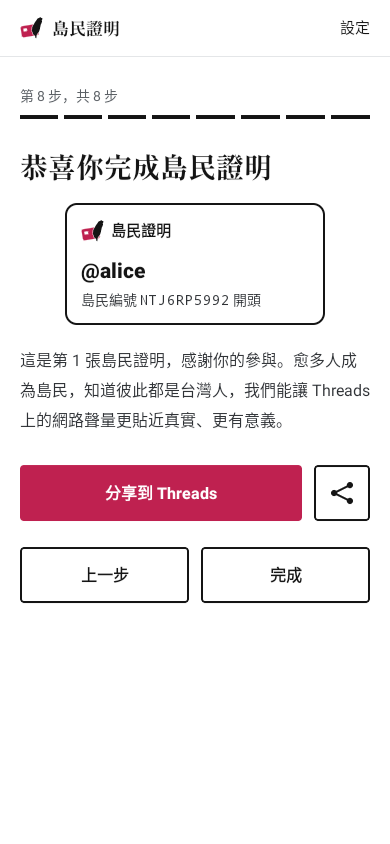 島民證明
設定
第 8 步，共 8 步
恭喜你完成島民證明
島民證明
@alice
島民編號 NTJ6RP5992 開頭
這是第 1 張島民證明，感謝你的參與。愈多人成
為島民，知道彼此都是台灣人，我們能讓 Threads
上的網路聲量更貼近真實、更有意義。
分享到 Threads
上一步
完成